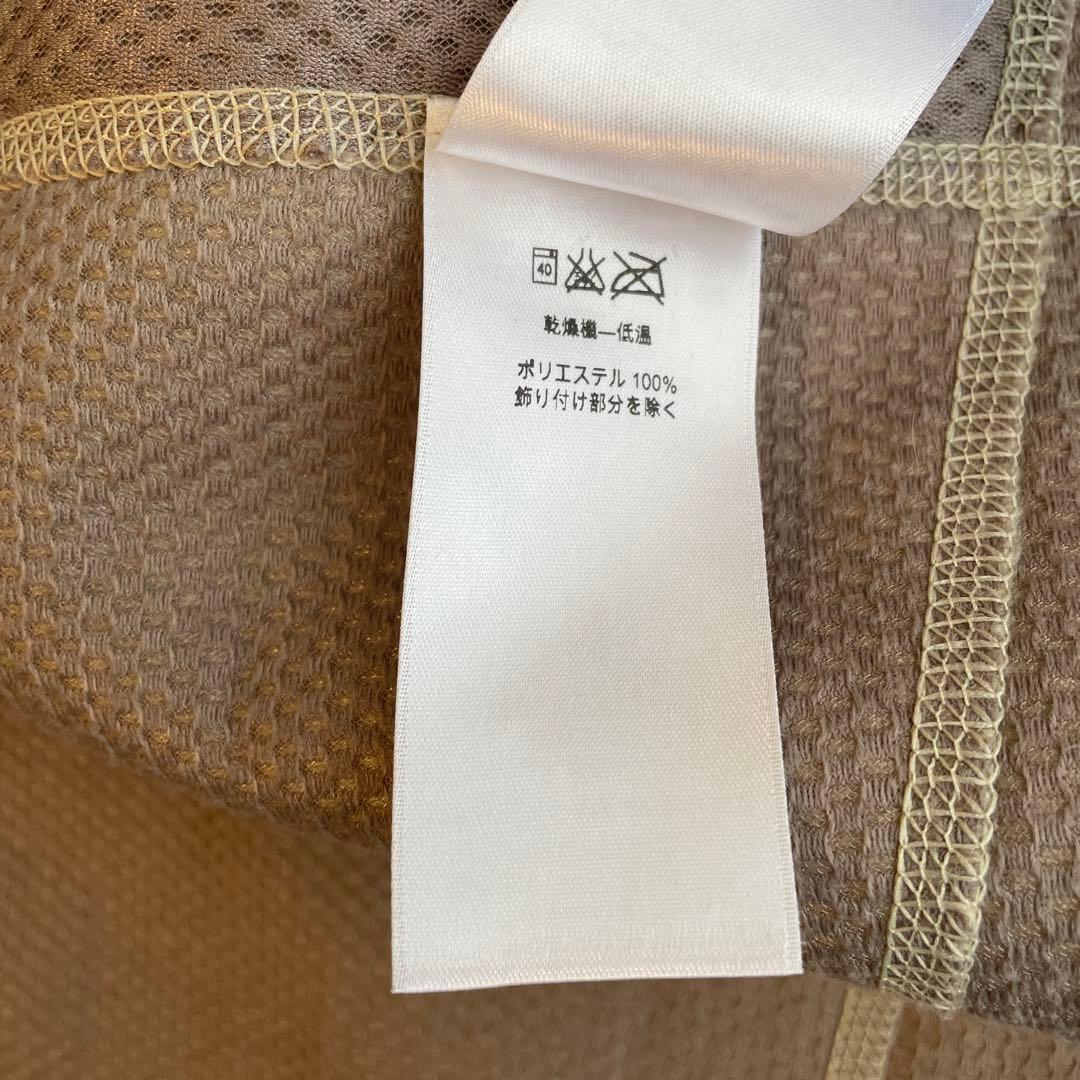 40
乾燥機—低温
ポリエステル 100%
飾り付け部分を除く